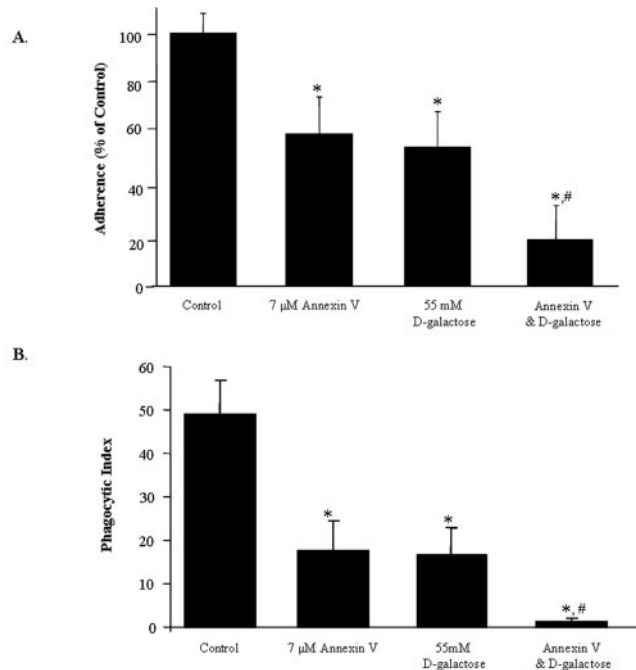 A.
Adherence (% of Control)
100
80
60
40
20
0
*
*
*,#
Control
7 µM Annexin V
55 mM
D-galactose
Annexin V
& D-galactose
B.
Phagocytic Index
60
50
40
30
20
10
0
*
*
*, #
Control
7 µM Annexin V
55mM
D-galactose
Annexin V
& D-galactose